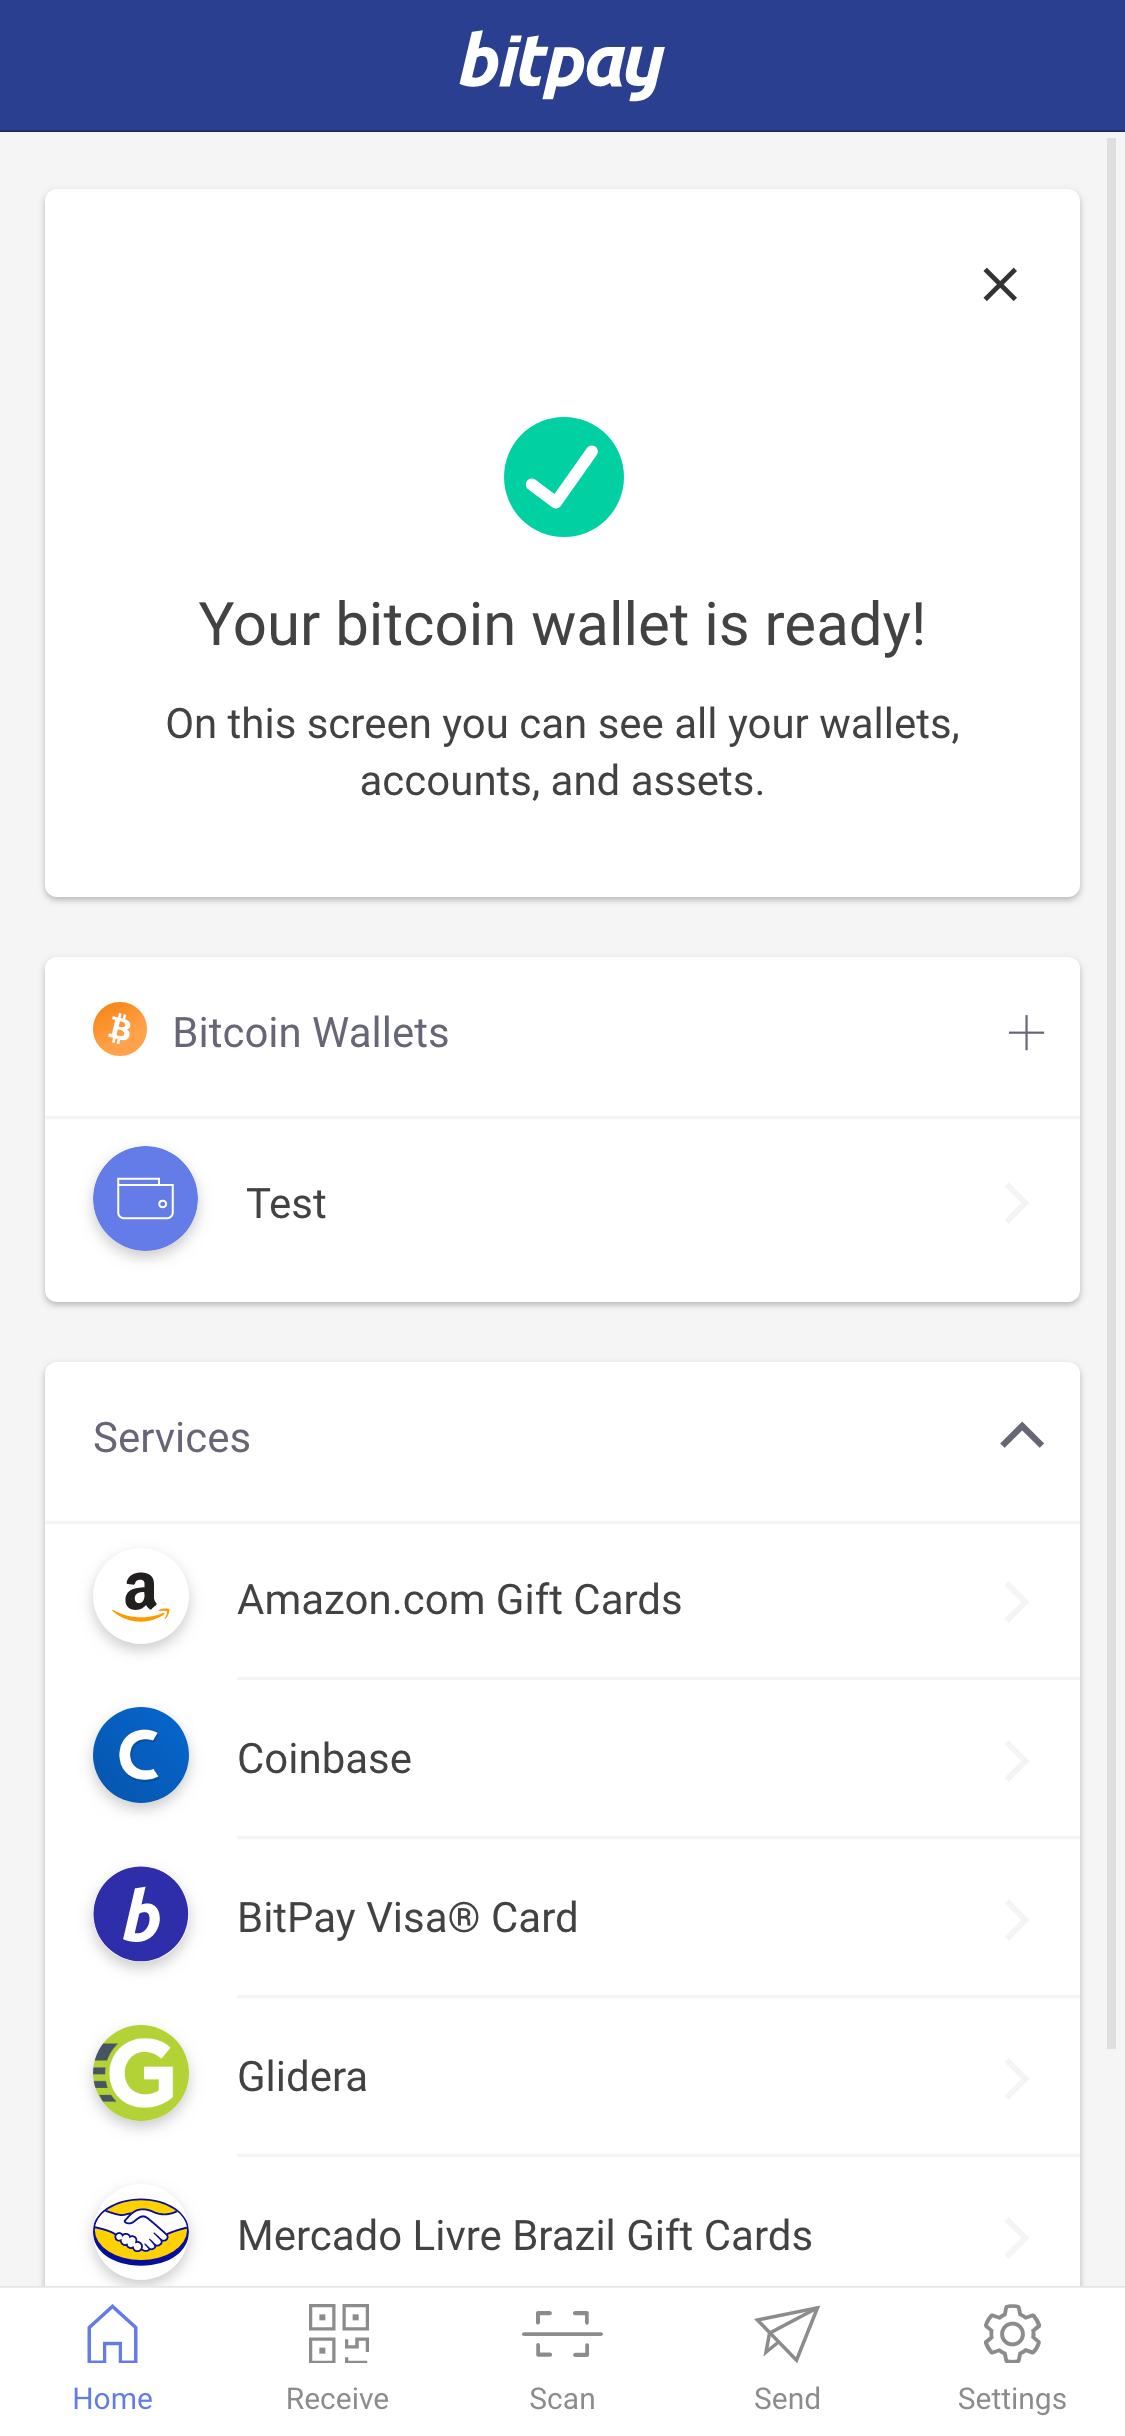 bitpay
Your bitcoin wallet is ready!
On this screen you can see all your wallets,
accounts, and assets.
Bitcoin Wallets
Test
Services
Amazon.com Gift Cards
Coinbase
BitPay Visa® Card
Glidera
Mercado Livre Brazil Gift Cards
Home
Receive
Scan
Send
Settings